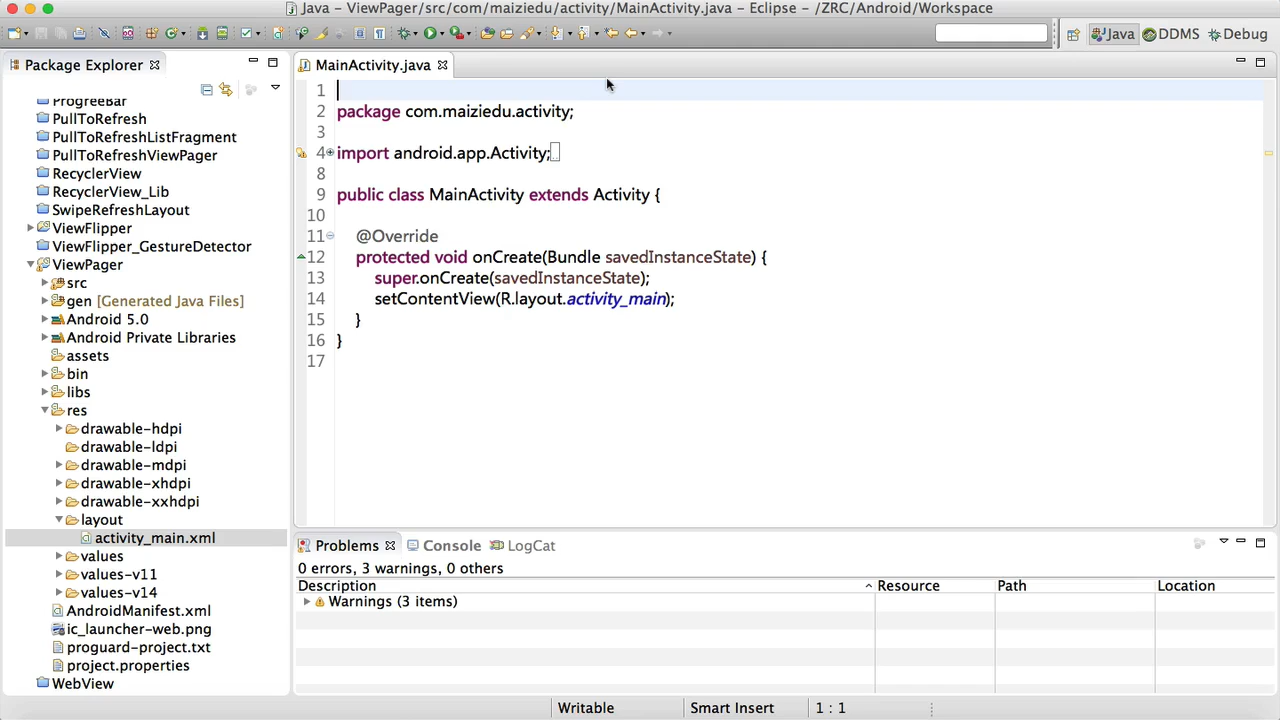 Java – ViewPager/src/com/maiziedu/activity/MainActivity.java – Eclipse – /ZRC/Android/Workspace
Java
DDMS
Debug
Package Explorer
ProgreeBar
PullToRefresh
PullToRefreshListFragment
PullToRefreshViewPager
RecyclerView
RecyclerView_Lib
SwipeRefreshLayout
ViewFlipper
ViewFlipper_GestureDetector
ViewPager
src
gen [Generated Java Files]
Android 5.0
Android Private Libraries
assets
bin
libs
res
drawable-hdpi
drawable-ldpi
drawable-mdpi
drawable-xhdpi
drawable-xxhdpi
layout
activity_main.xml
values
values-v11
values-v14
AndroidManifest.xml
ic_launcher-web.png
proguard-project.txt
project.properties
WebView
MainActivity.java
1
2 package com.maiziedu.activity;
3
4 import android.app.Activity;
8
9 public class MainActivity extends Activity {
10
11 @Override
12 protected void onCreate(Bundle savedInstanceState) {
13 super.onCreate(savedInstanceState);
14 setContentView(R.layout.activity_main);
15 }
16 }
17
Problems
Console
LogCat
0 errors, 3 warnings, 0 others
Description Resource Path Location
Warnings (3 items)
Writable Smart Insert 1 : 1